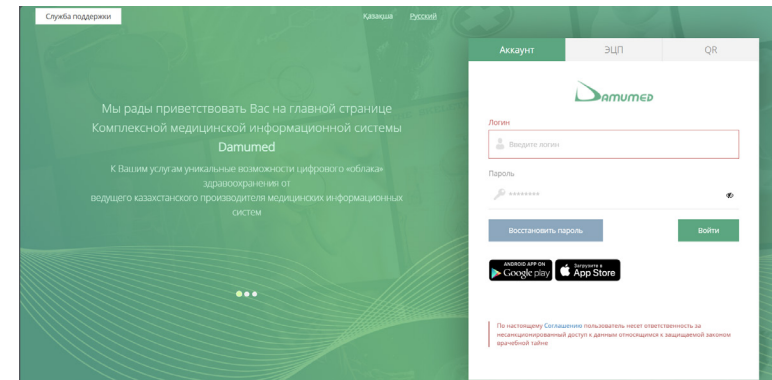 Служба поддержки
Қазақша Русский
Мы рады приветствовать Вас на главной странице
Комплексной медицинской информационной системы
Damumed
К Вашим услугам уникальные возможности цифрового «облака»
здравоохранения от
ведущего казахстанского производителя медицинских информационных
систем
Аккаунт ЭЦП QR
Damumed
Логин
Введите логин
Пароль
••••••••
Восстановить пароль Войти
ANDROID APP ON
Google play
Загрузите в
App Store
По настоящему Соглашению пользователь несет ответственность за
несанкционированный доступ к данным относящимся к защищаемой законом
врачебной тайне